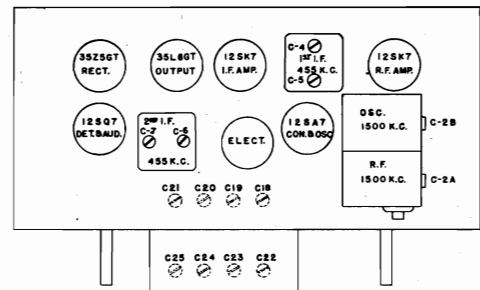 35Z5GT
RECT.
35L6GT
OUTPUT
12SK7
I.F. AMP.
C-4
1ST I.F.
455 K.C.
C-5
12SK7
R.F. AMP.
12SQ7
DET.&AUD.
2ND I.F.
C-7 C-6
455 K.C.
ELECT.
12SA7
CON.&OSC
OSC.
1500 K.C.
C-2B
R.F.
1500 K.C.
C-2A
C21 C20 C19 C18
C25 C24 C23 C22